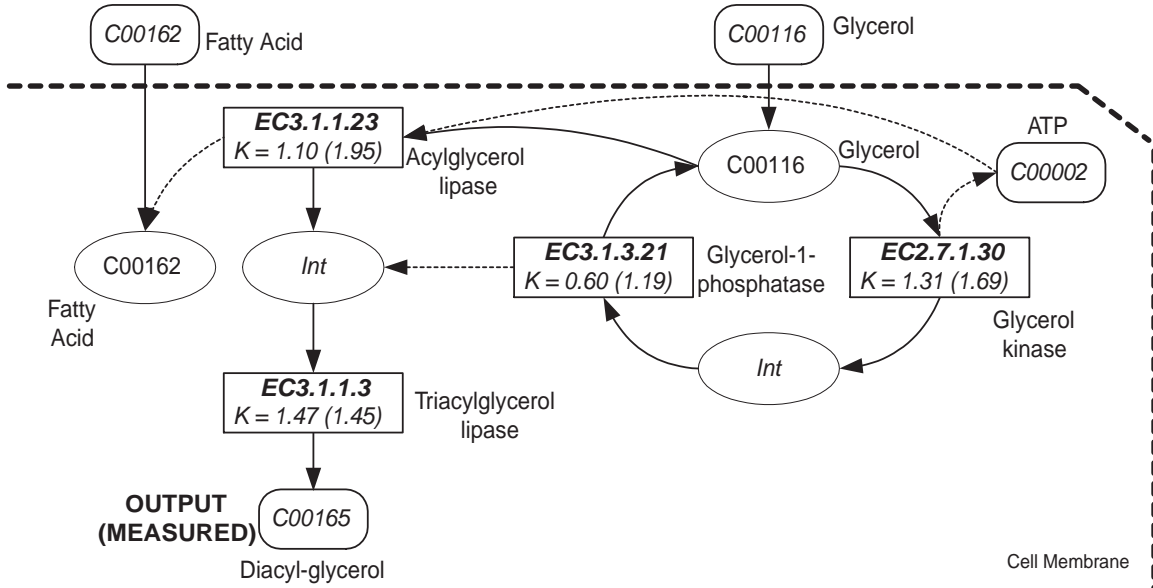 C00162
Fatty Acid
C00116
Glycerol
EC3.1.1.23
K = 1.10 (1.95)
Acylglycerol
lipase
C00116
Glycerol
ATP
C00002
C00162
Fatty
Acid
Int
EC3.1.3.21
K = 0.60 (1.19)
Glycerol-1-
phosphatase
EC2.7.1.30
K = 1.31 (1.69)
Glycerol
kinase
Int
EC3.1.1.3
K = 1.47 (1.45)
Triacylglycerol
lipase
OUTPUT
(MEASURED)
C00165
Diacyl-glycerol
Cell Membrane